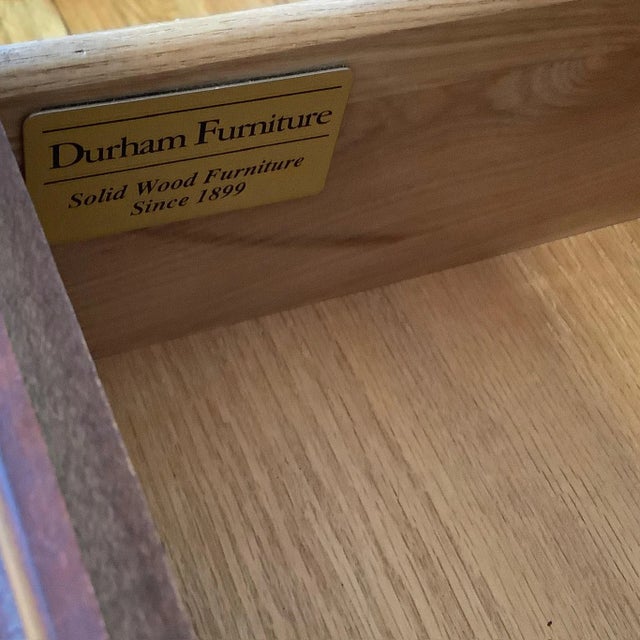 Durham Furniture
Solid Wood Furniture
Since 1899